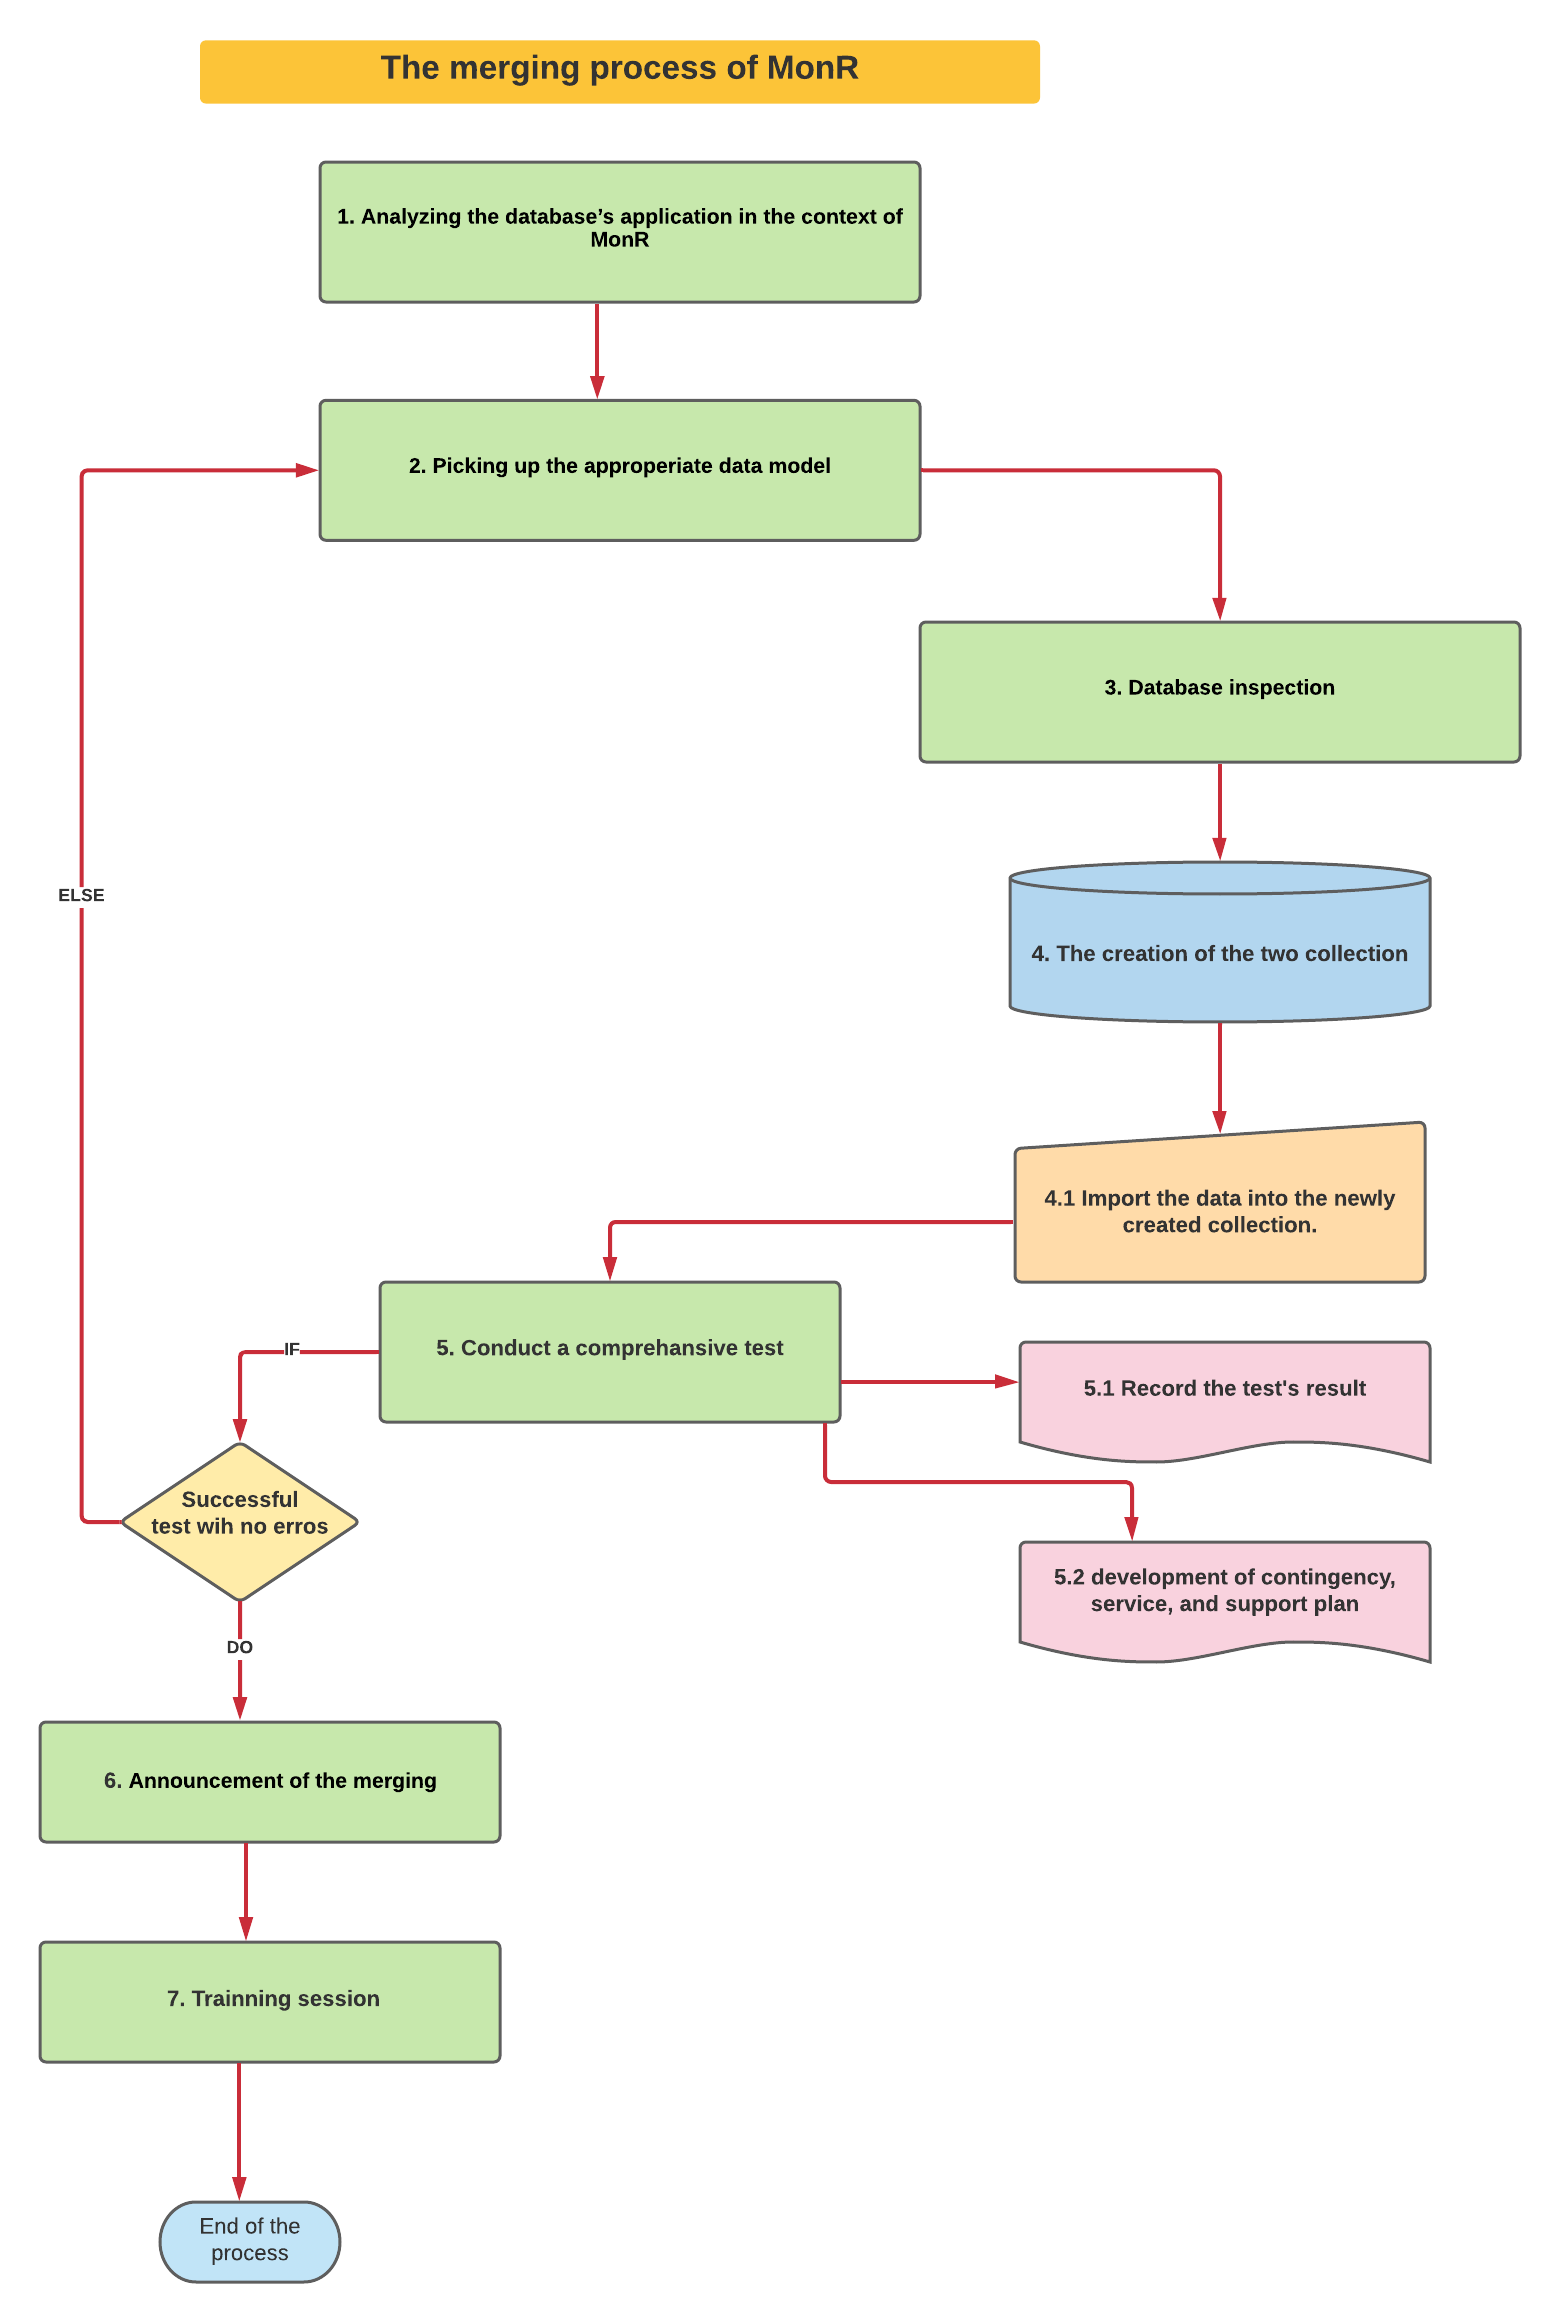 The merging process of MonR
1. Analyzing the database’s application in the context of
MonR
2. Picking up the approperiate data model
3. Database inspection
ELSE
4. The creation of the two collection
4.1 Import the data into the newly
created collection.
IF
5. Conduct a comprehansive test
5.1 Record the test's result
Successful
test wih no erros
5.2 development of contingency,
service, and support plan
DO
6. Announcement of the merging
7. Trainning session
End of the
process